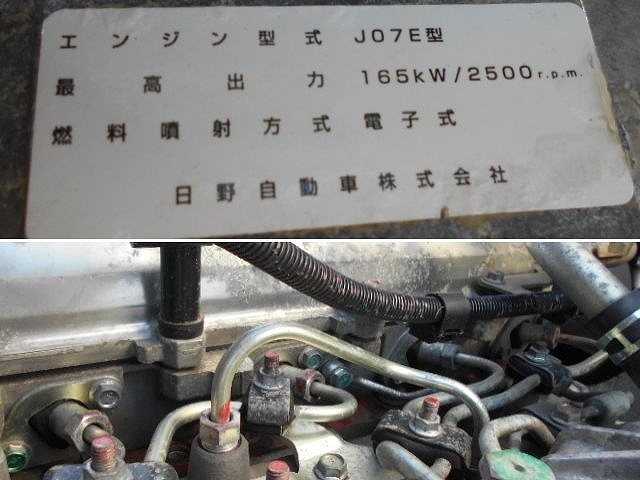 エンジン型式 J07E型
最高出力 165kW/2500r.p.m.
燃料噴射方式 電子式
日野自動車株式会社